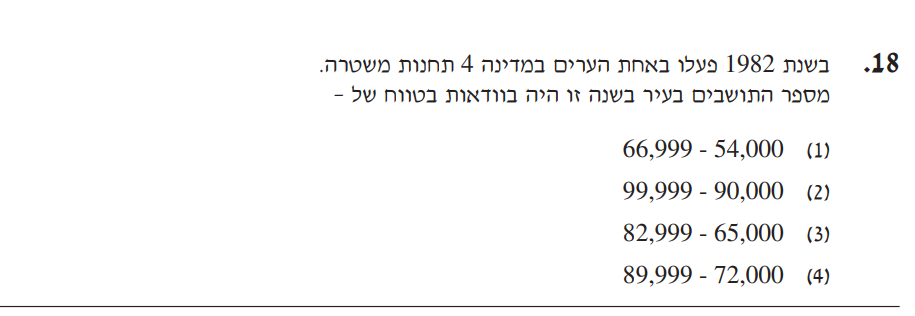 18. בשנת 1982 פעלו באחת הערים במדינה 4 תחנות משטרה.
מספר התושבים בעיר בשנה זו היה בוודאות בטווח של -
(1) 54,000 - 66,999
(2) 90,000 - 99,999
(3) 65,000 - 82,999
(4) 72,000 - 89,999